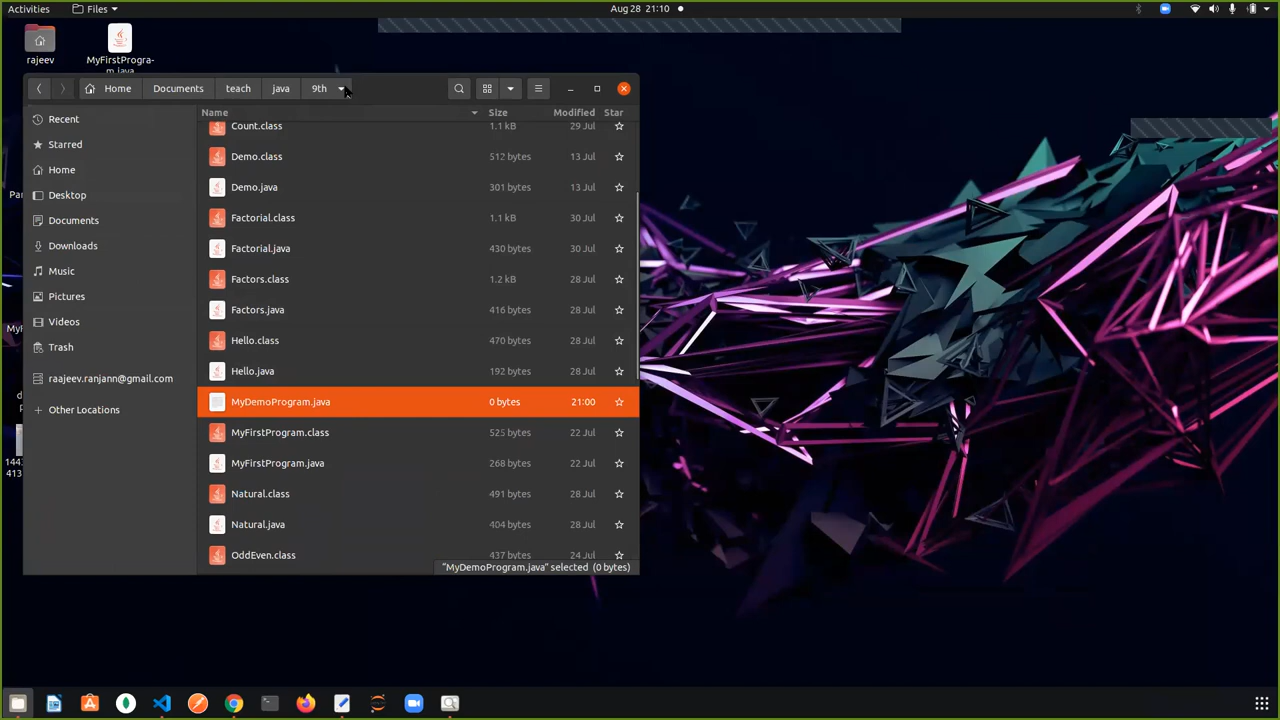 Activities
Files
Aug 28 21:10
rajeev
MyFirstProgra-
m.java
Home
Documents
teach
java
9th
Name
Size
Modified
Star
Recent
Starred
Home
Desktop
Documents
Downloads
Music
Pictures
Videos
Trash
raajeev.ranjann@gmail.com
Other Locations
Count.class 1.1 kB 29 Jul
Demo.class 512 bytes 13 Jul
Demo.java 301 bytes 13 Jul
Factorial.class 1.1 kB 30 Jul
Factorial.java 430 bytes 30 Jul
Factors.class 1.2 kB 28 Jul
Factors.java 416 bytes 28 Jul
Hello.class 470 bytes 28 Jul
Hello.java 192 bytes 28 Jul
MyDemoProgram.java 0 bytes 21:00
MyFirstProgram.class 525 bytes 22 Jul
MyFirstProgram.java 268 bytes 22 Jul
Natural.class 491 bytes 28 Jul
Natural.java 404 bytes 28 Jul
OddEven.class 437 bytes 24 Jul
"MyDemoProgram.java" selected (0 bytes)